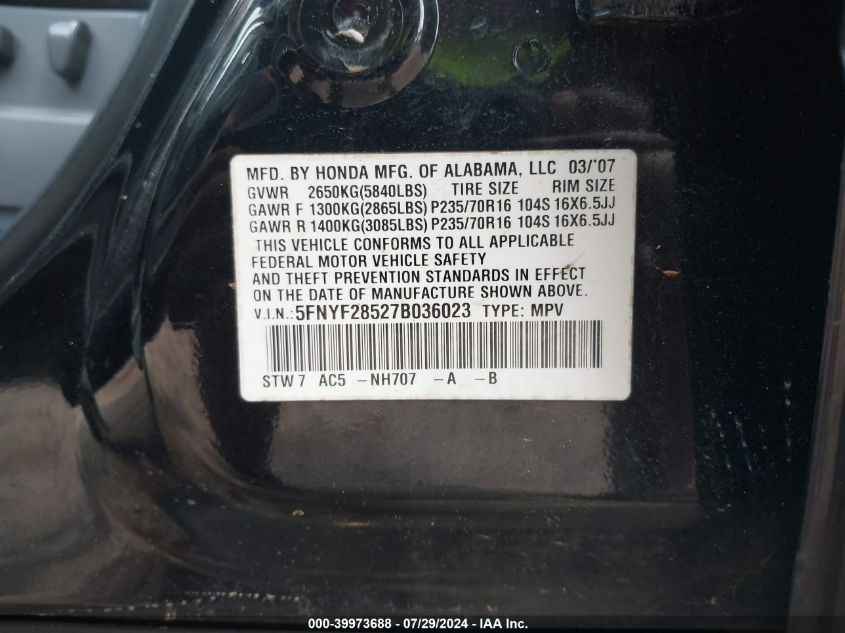 MFD. BY HONDA MFG. OF ALABAMA, LLC 03/'07
GVWR 2650KG(5840LBS) TIRE SIZE RIM SIZE
GAWR F 1300KG(2865LBS) P235/70R16 104S 16X6.5JJ
GAWR R 1400KG(3085LBS) P235/70R16 104S 16X6.5JJ
THIS VEHICLE CONFORMS TO ALL APPLICABLE
FEDERAL MOTOR VEHICLE SAFETY
AND THEFT PREVENTION STANDARDS IN EFFECT
ON THE DATE OF MANUFACTURE SHOWN ABOVE.
V.I.N.: 5FNYF28527B036023 TYPE: MPV
STW7 AC5 -NH707 -A -B
000-39973688 - 07/29/2024 - IAAI Inc.